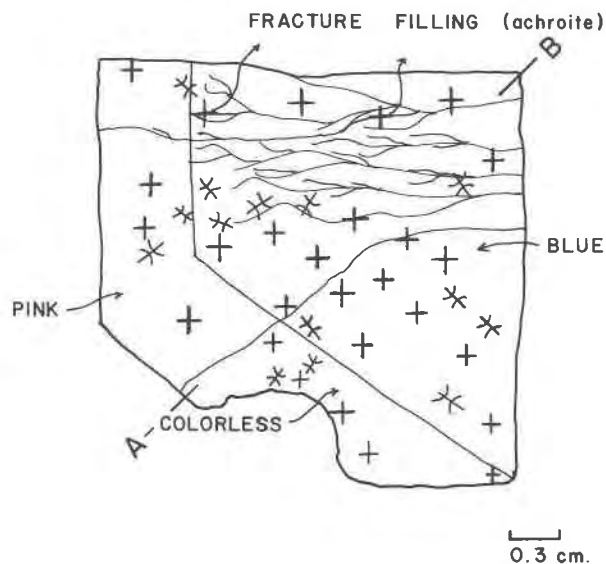 FRACTURE FILLING (achroite)
B
BLUE
PINK
A
COLORLESS
0.3 cm.